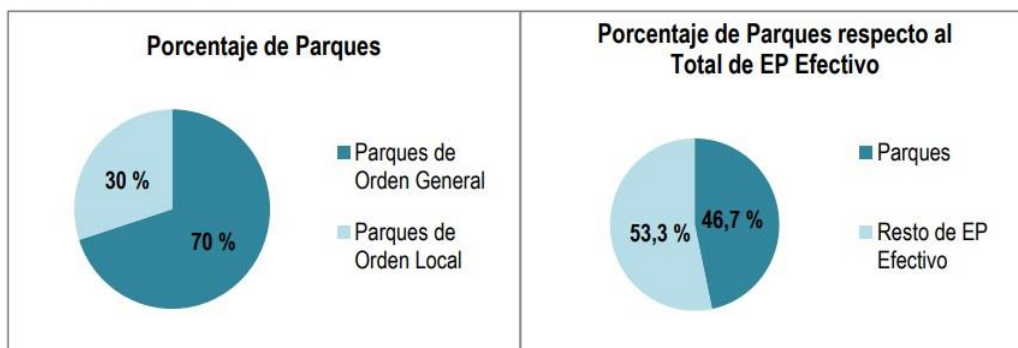 Porcentaje de Parques
30 %
70 %
Parques de
Orden General
Parques de
Orden Local
Porcentaje de Parques respecto al
Total de EP Efectivo
53,3 %
46,7 %
Parques
Resto de EP
Efectivo